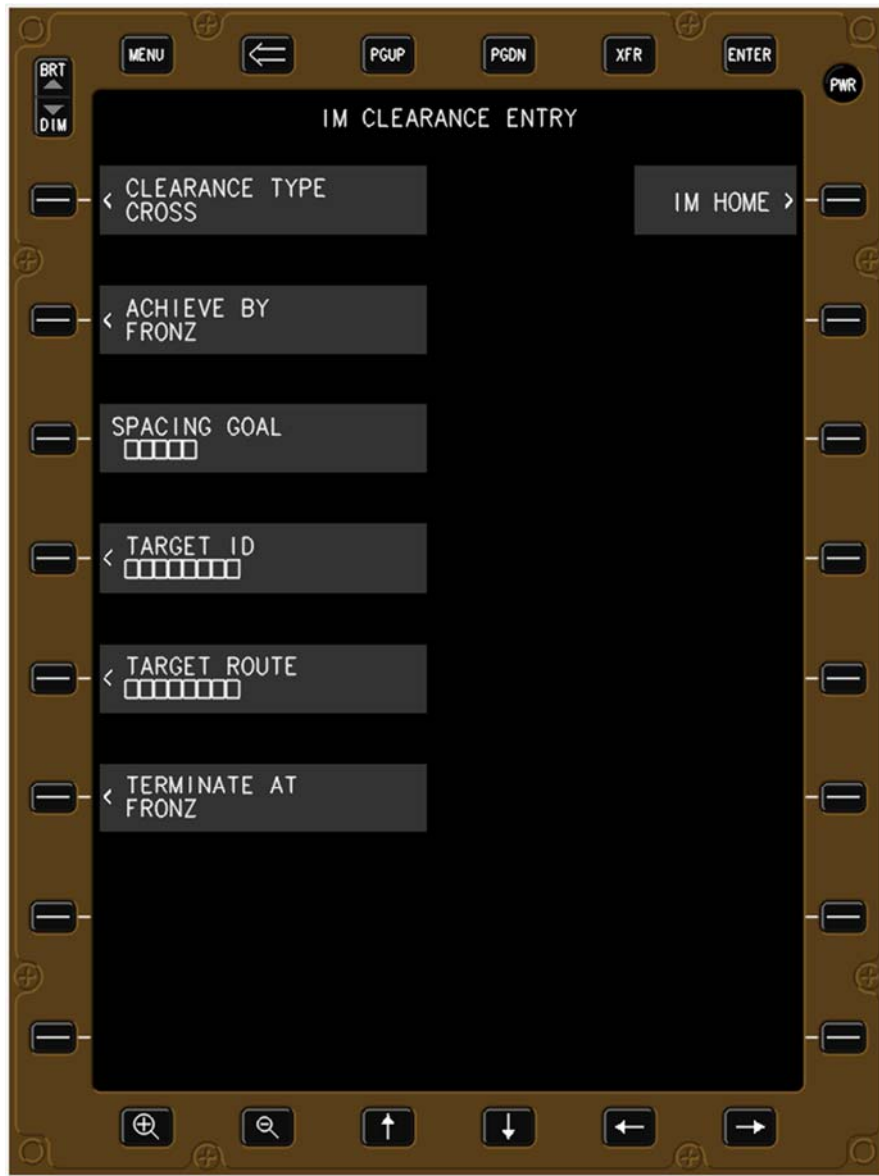 MENU
PGUP
PGDN
XFR
ENTER
BRT
DIM
PWR
IM CLEARANCE ENTRY
< CLEARANCE TYPE
CROSS
IM HOME >
< ACHIEVE BY
FRONZ
SPACING GOAL
□□□□□
< TARGET ID
□□□□□□□□
< TARGET ROUTE
□□□□□□□□
< TERMINATE AT
FRONZ